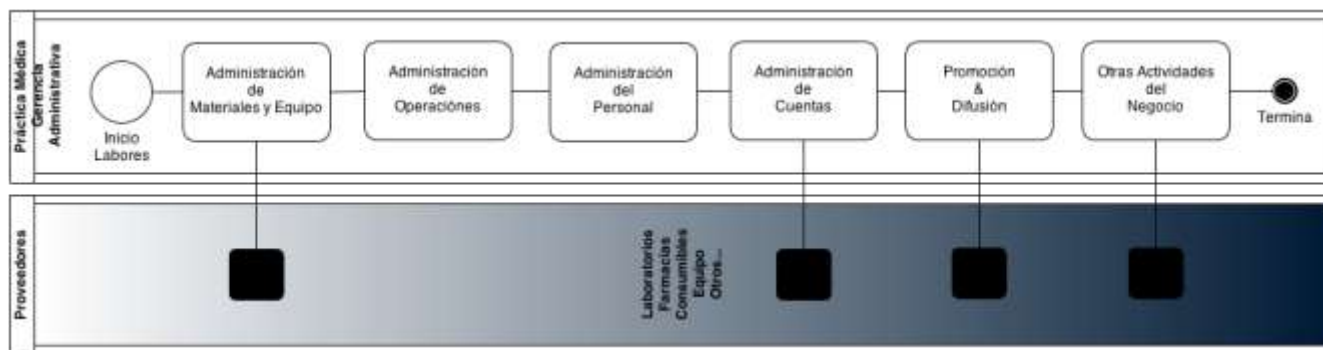 Práctica Médica
Gerencia
Administrativa
Inicio
Labores
Administración
de
Materiales y Equipo
Administración
de
Operaciónes
Administración
del
Personal
Administración
de
Cuentas
Promoción
&
Difusión
Otras Actividades
del
Negocio
Termina
Proveedores
Laboratorios
Farmacias
Consumibles
Equipo
Otros...